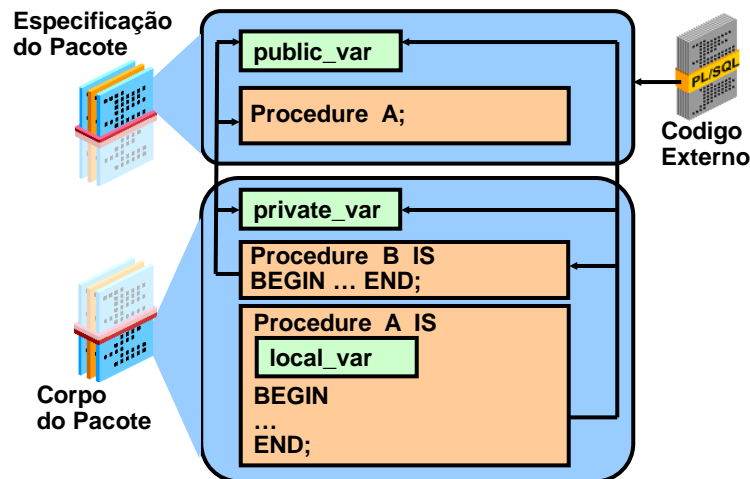 Especificação
do Pacote
public_var
Procedure A;
PL/SQL
Codigo
Externo
private_var
Procedure B IS
BEGIN … END;
Procedure A IS
local_var
BEGIN
…
END;
Corpo
do Pacote